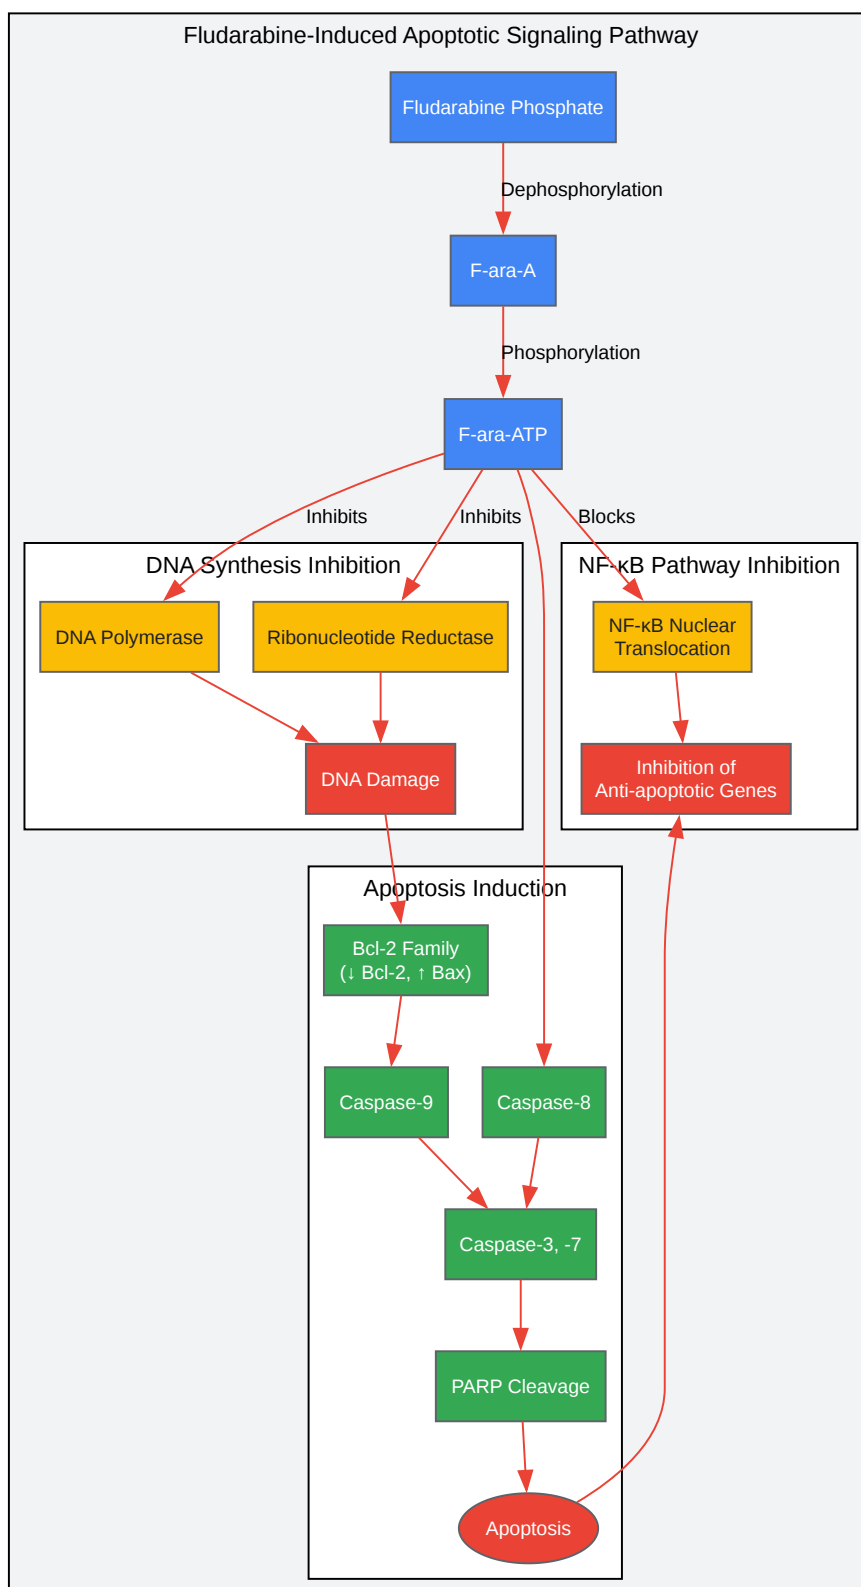 Fludarabine-Induced Apoptotic Signaling Pathway
Fludarabine Phosphate
Dephosphorylation
F-ara-A
Phosphorylation
F-ara-ATP
Inhibits
Inhibits
Blocks
DNA Synthesis Inhibition
NF-κB Pathway Inhibition
DNA Polymerase
Ribonucleotide Reductase
NF-κB Nuclear
Translocation
DNA Damage
Inhibition of
Anti-apoptotic Genes
Apoptosis Induction
Bcl-2 Family
(↓ Bcl-2, ↑ Bax)
Caspase-9
Caspase-8
Caspase-3, -7
PARP Cleavage
Apoptosis